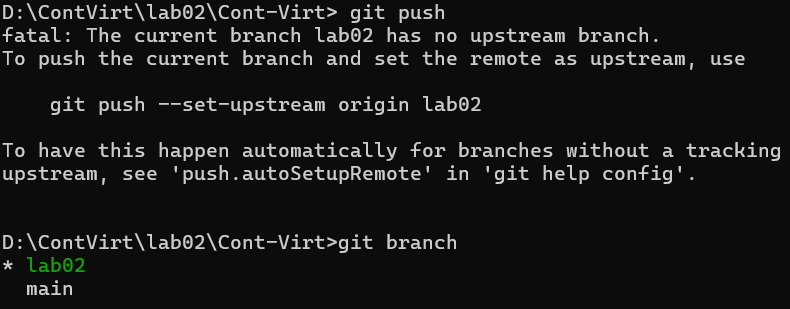 D:\ContVirt\lab02\Cont-Virt> git push
fatal: The current branch lab02 has no upstream branch.
To push the current branch and set the remote as upstream, use
    git push --set-upstream origin lab02
To have this happen automatically for branches without a tracking
upstream, see 'push.autoSetupRemote' in 'git help config'.
D:\ContVirt\lab02\Cont-Virt>git branch
* lab02
  main